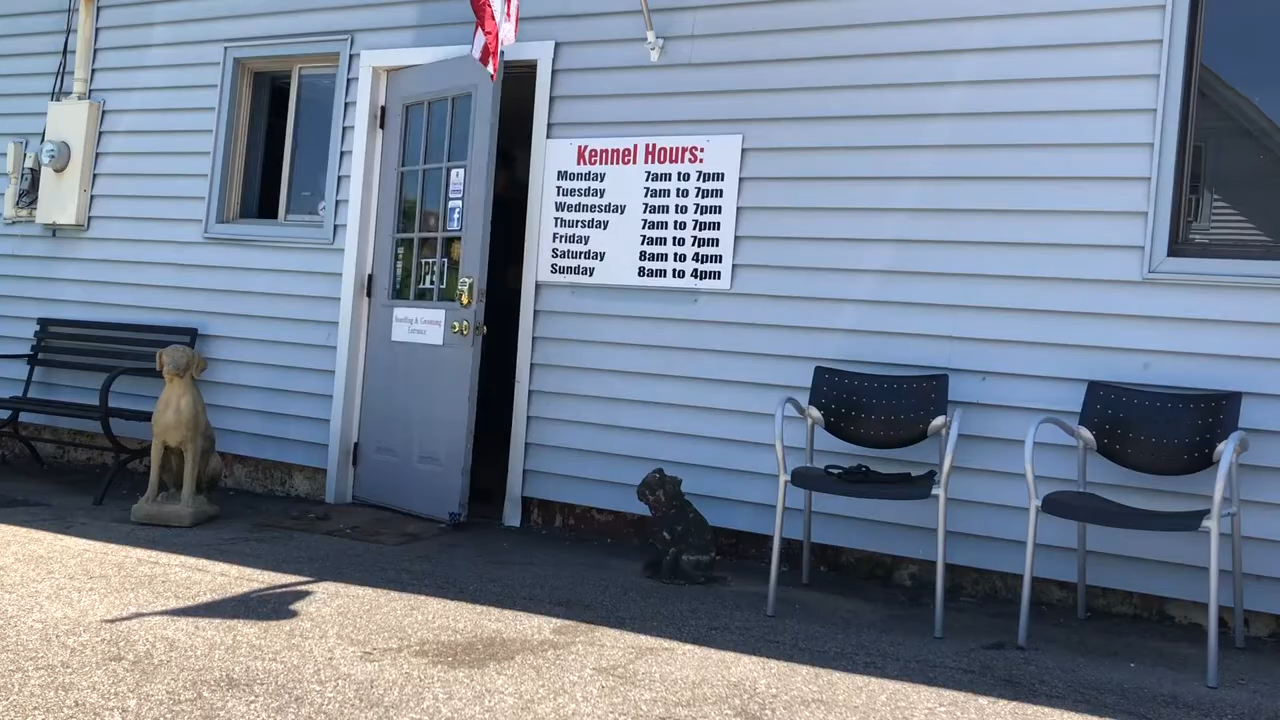 Kennel Hours:
Monday 7am to 7pm
Tuesday 7am to 7pm
Wednesday 7am to 7pm
Thursday 7am to 7pm
Friday 7am to 7pm
Saturday 8am to 4pm
Sunday 8am to 4pm
f
OPE
Boarding & Grooming
Entrance